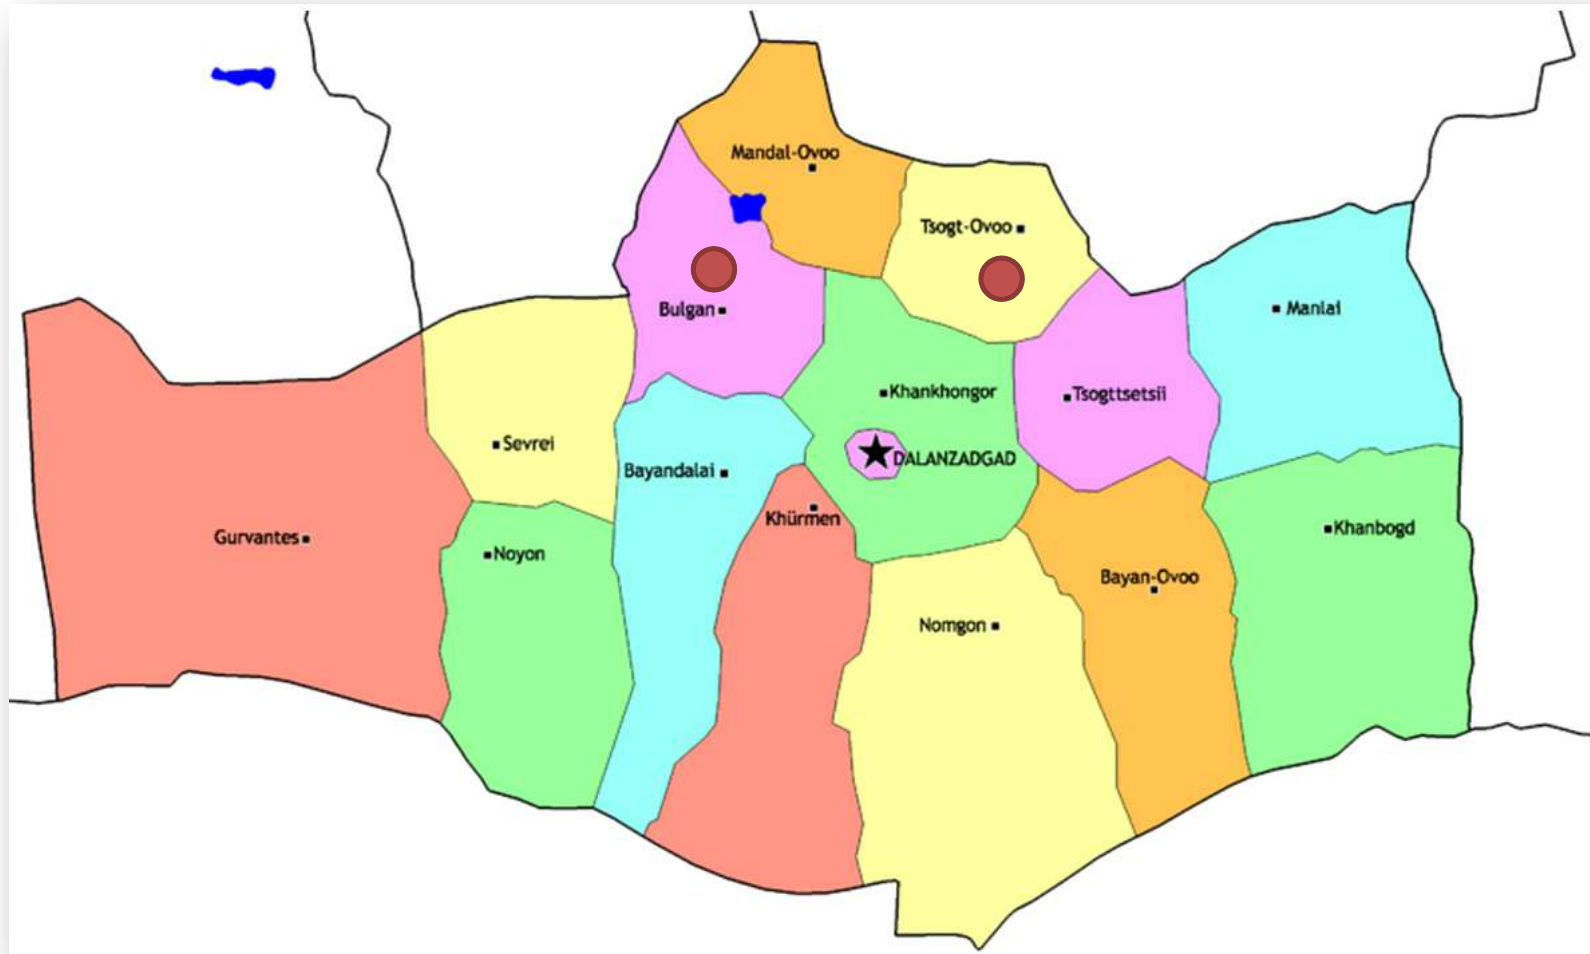 Mandal-Ovoo
Tsogt-Ovoo
Bulgan
Manlai
Khankhongor
Tsogttsetsii
Sevrei
DALANZADGAD
Bayandalai
Khürmen
Gurvantes
Noyon
Khanbogd
Bayan-Ovoo
Nomgon